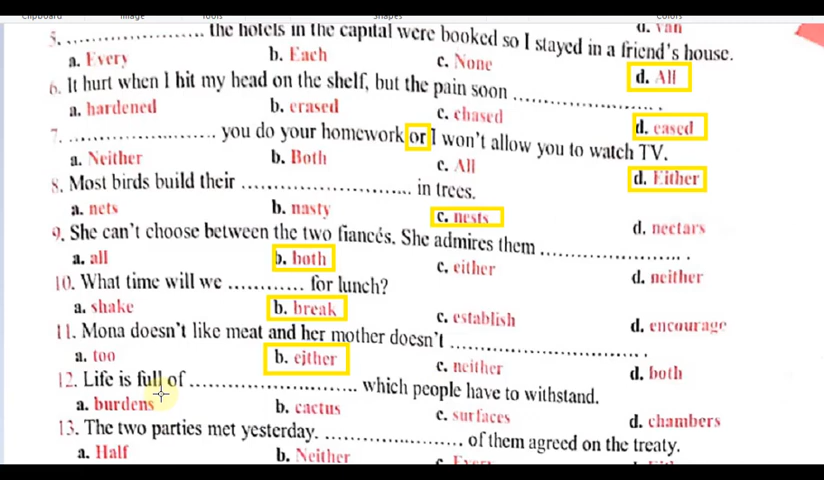 Clipboard Image Tools Shapes Colors
d. van
5. ........................ the hotels in the capital were booked so I stayed in a friend's house.
a. Every b. Each c. None d. All
6. It hurt when I hit my head on the shelf, but the pain soon ........................ .
a. hardened b. erased c. chased d. eased
7. ........................ you do your homework or I won't allow you to watch TV.
a. Neither b. Both c. All d. Either
8. Most birds build their ........................ in trees.
a. nets b. nasty c. nests d. nectars
9. She can't choose between the two fiancés. She admires them ........................ .
a. all b. both c. either d. neither
10. What time will we ............ for lunch?
a. shake b. break c. establish d. encourage
11. Mona doesn't like meat and her mother doesn't ........................ .
a. too b. either c. neither d. both
12. Life is full of ........................ which people have to withstand.
a. burdens b. cactus c. surfaces d. chambers
13. The two parties met yesterday. ........................ of them agreed on the treaty.
a. Half b. Neither